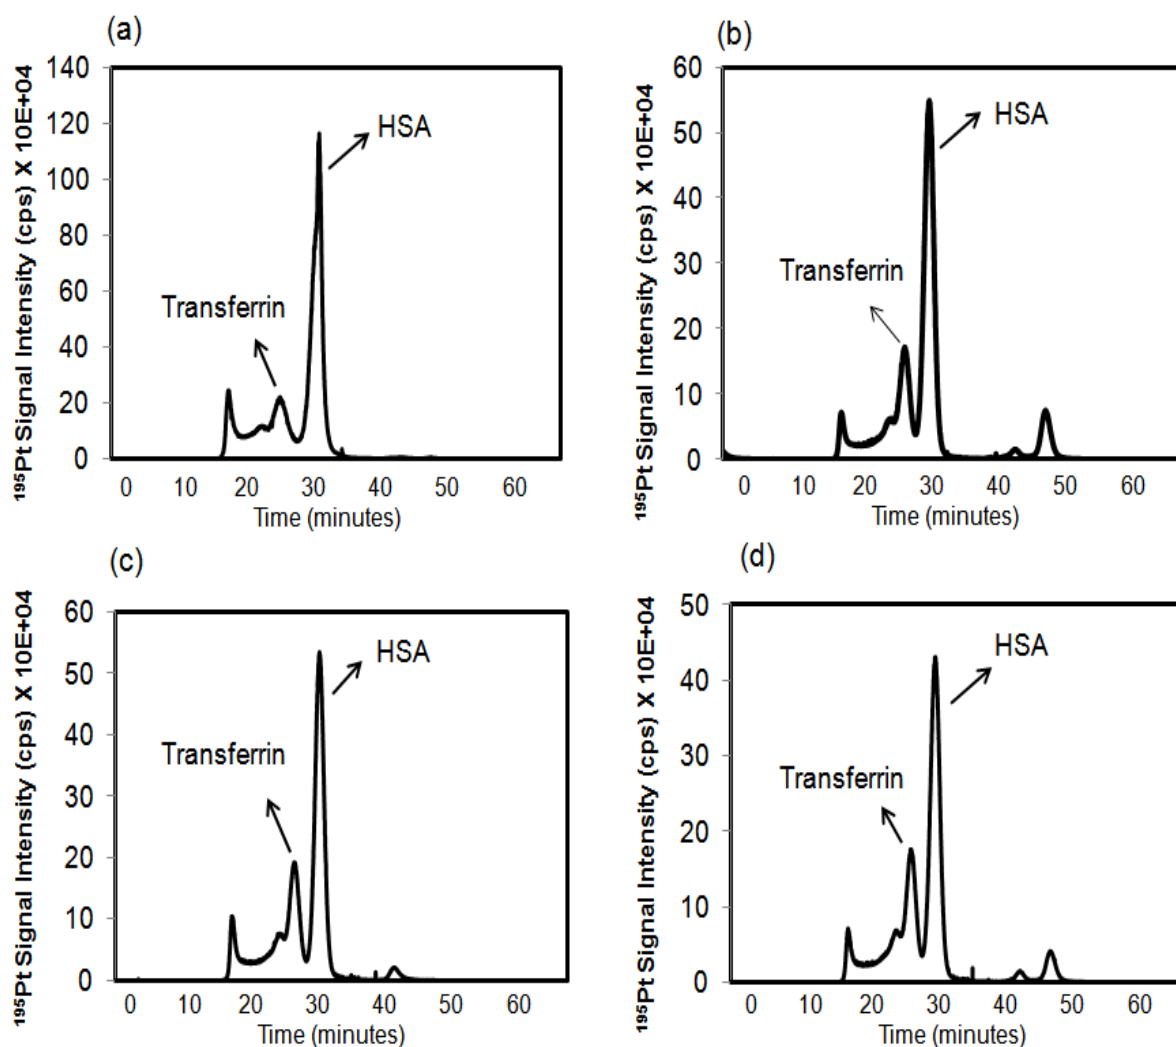 (a)
¹⁹⁵Pt Signal Intensity (cps) X 10E+04
140
120
100
80
60
40
20
0
HSA
Transferrin
0 10 20 30 40 50 60
Time (minutes)
(b)
¹⁹⁵Pt Signal Intensity (cps) X 10E+04
60
50
40
30
20
10
0
HSA
Transferrin
0 10 20 30 40 50 60
Time (minutes)
(c)
¹⁹⁵Pt Signal Intensity (cps) X 10E+04
60
50
40
30
20
10
0
HSA
Transferrin
0 10 20 30 40 50 60
Time (minutes)
(d)
¹⁹⁵Pt Signal Intensity (cps) X 10E+04
50
40
30
20
10
0
HSA
Transferrin
0 10 20 30 40 50 60
Time (minutes)